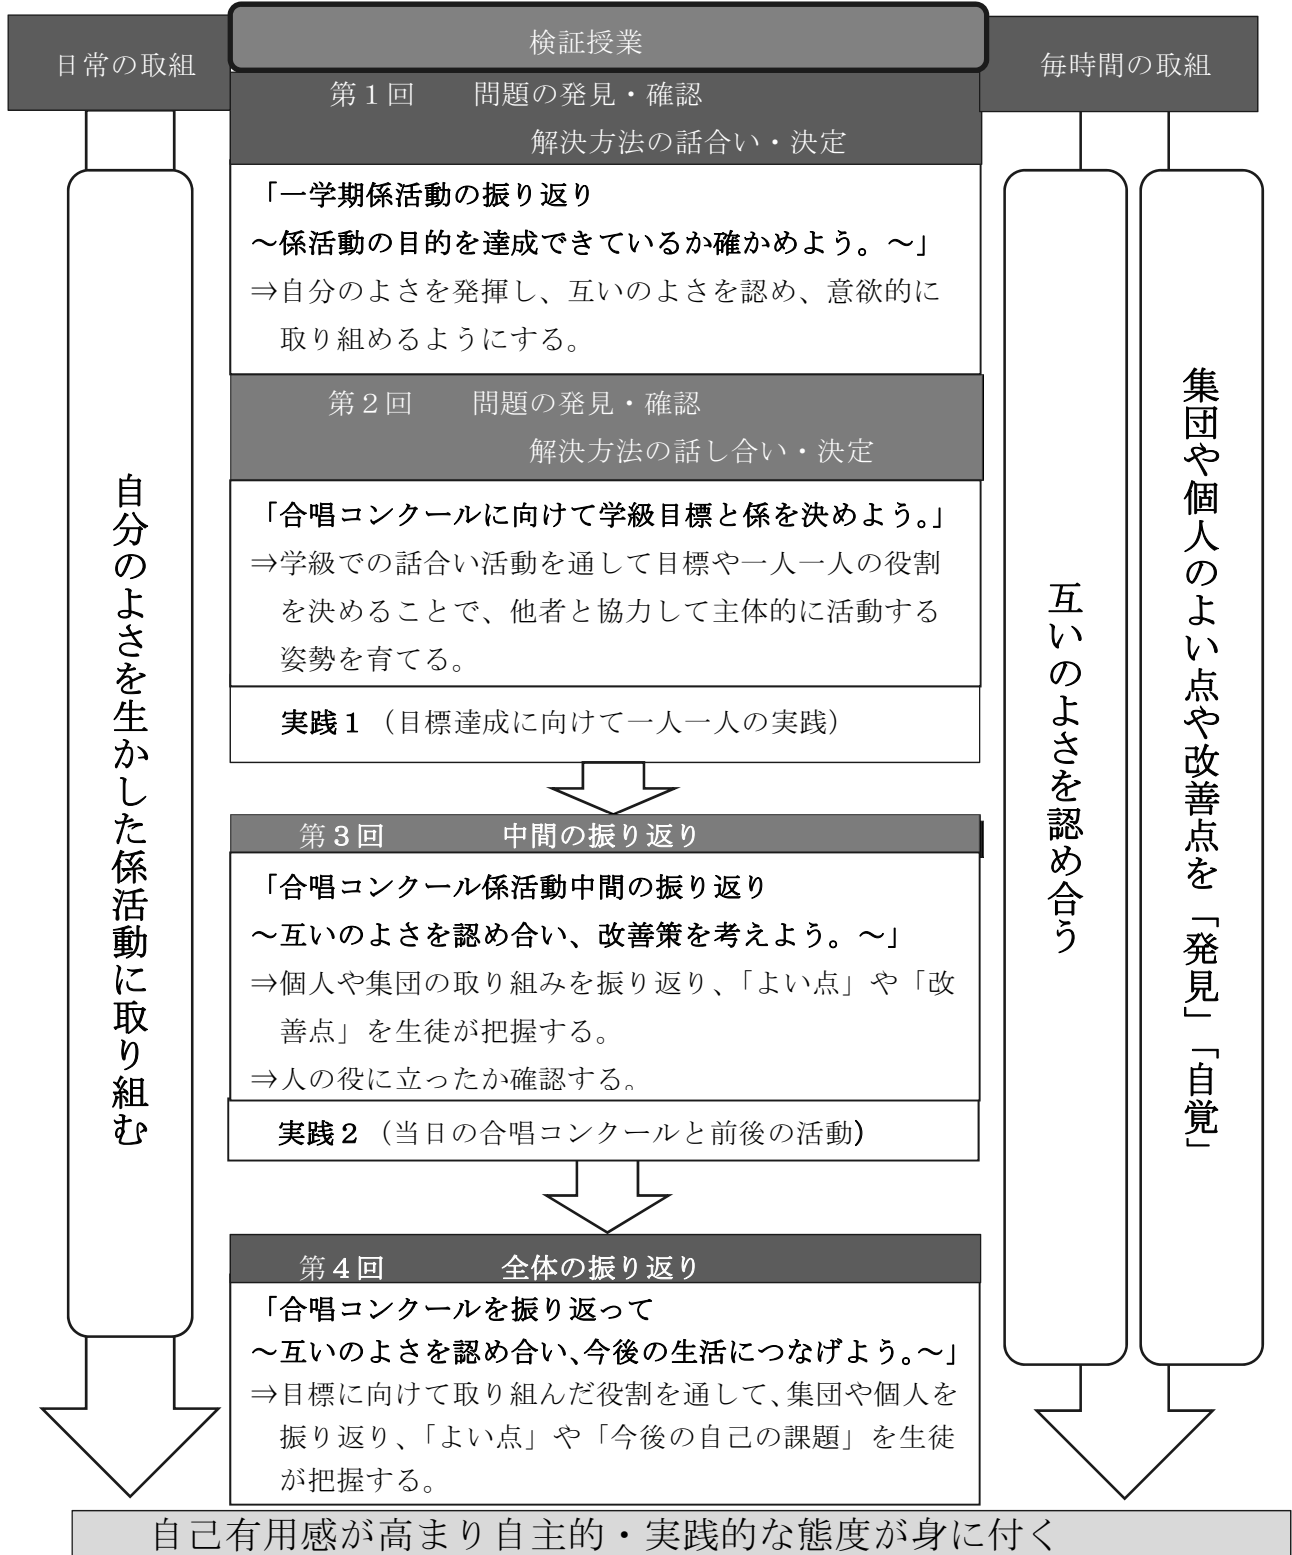 日常の取組
検証授業
毎時間の取組
第１回　　問題の発見・確認
解決方法の話合い・決定
「一学期係活動の振り返り
～係活動の目的を達成できているか確かめよう。～」
⇒自分のよさを発揮し、互いのよさを認め、意欲的に
取り組めるようにする。
第２回　　問題の発見・確認
解決方法の話し合い・決定
「合唱コンクールに向けて学級目標と係を決めよう。」
⇒学級での話合い活動を通して目標や一人一人の役割
を決めることで、他者と協力して主体的に活動する
姿勢を育てる。
実践１（目標達成に向けて一人一人の実践）
第３回　　中間の振り返り
「合唱コンクール係活動中間の振り返り
～互いのよさを認め合い、改善策を考えよう。～」
⇒個人や集団の取り組みを振り返り、「よい点」や「改
善点」を生徒が把握する。
⇒人の役に立ったか確認する。
実践２（当日の合唱コンクールと前後の活動)
第４回　　全体の振り返り
「合唱コンクールを振り返って
～互いのよさを認め合い、今後の生活につなげよう。～」
⇒目標に向けて取り組んだ役割を通して、集団や個人を
振り返り、「よい点」や「今後の自己の課題」を生徒
が把握する。
自分のよさを生かした係活動に取り組む
互いのよさを認め合う
集団や個人のよい点や改善点を「発見」「自覚」
自己有用感が高まり自主的・実践的な態度が身に付く